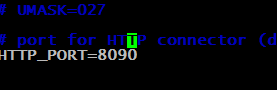 # UMASK=027
# port for HTTP connector (d
HTTP_PORT=8090